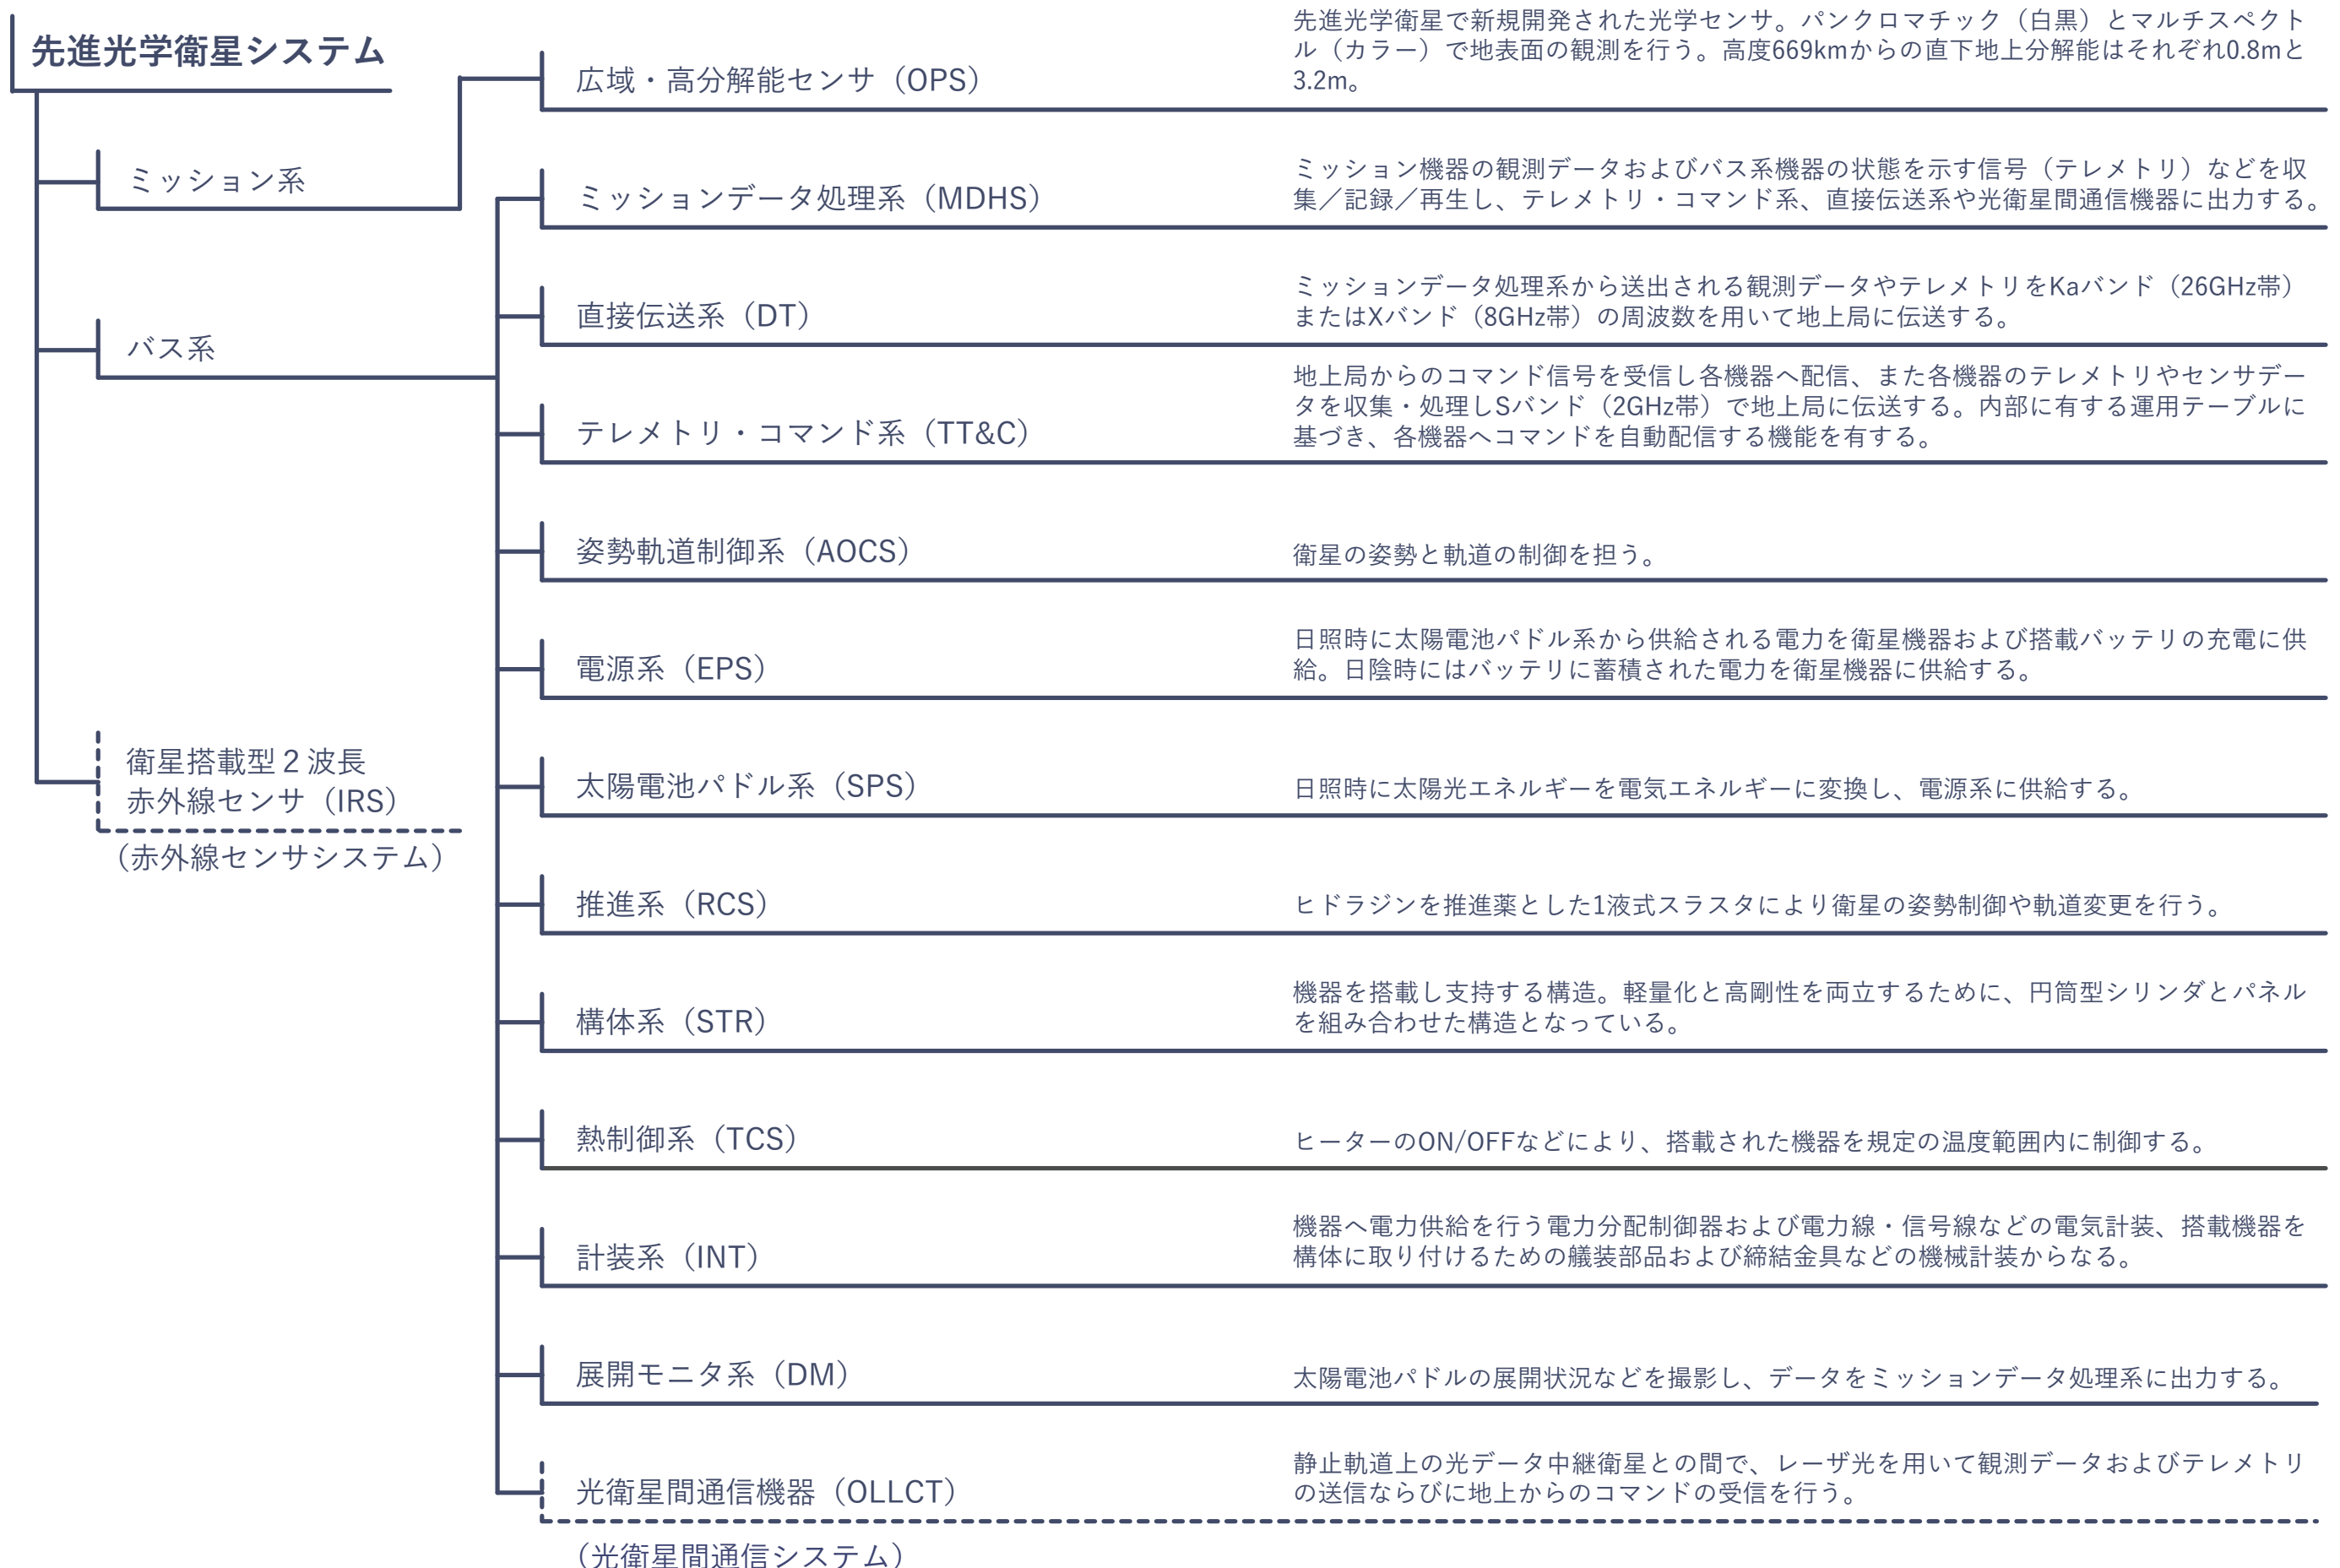 先進光学衛星システム
ミッション系
広域・高分解能センサ（OPS）
先進光学衛星で新規開発された光学センサ。パンクロマチック（白黒）とマルチスペクト
ル（カラー）で地表面の観測を行う。高度669kmからの直下地上分解能はそれぞれ0.8mと
3.2m。
バス系
ミッションデータ処理系（MDHS）
ミッション機器の観測データおよびバス系機器の状態を示す信号（テレメトリ）などを収
集／記録／再生し、テレメトリ・コマンド系、直接伝送系や光衛星間通信機器に出力する。
直接伝送系（DT）
ミッションデータ処理系から送出される観測データやテレメトリをKaバンド（26GHz帯）
またはXバンド（8GHz帯）の周波数を用いて地上局に伝送する。
テレメトリ・コマンド系（TT&C）
地上局からのコマンド信号を受信し各機器へ配信、また各機器のテレメトリやセンサデー
タを収集・処理しSバンド（2GHz帯）で地上局に伝送する。内部に有する運用テーブルに
基づき、各機器へコマンドを自動配信する機能を有する。
姿勢軌道制御系（AOCS）
衛星の姿勢と軌道の制御を担う。
電源系（EPS）
日照時に太陽電池パドル系から供給される電力を衛星機器および搭載バッテリの充電に供
給。日陰時にはバッテリに蓄積された電力を衛星機器に供給する。
太陽電池パドル系（SPS）
日照時に太陽光エネルギーを電気エネルギーに変換し、電源系に供給する。
推進系（RCS）
ヒドラジンを推進薬とした1液式スラスタにより衛星の姿勢制御や軌道変更を行う。
構体系（STR）
機器を搭載し支持する構造。軽量化と高剛性を両立するために、円筒型シリンダとパネル
を組み合わせた構造となっている。
熱制御系（TCS）
ヒーターのON/OFFなどにより、搭載された機器を規定の温度範囲内に制御する。
計装系（INT）
機器へ電力供給を行う電力分配制御器および電力線・信号線などの電気計装、搭載機器を
構体に取り付けるための艤装部品および締結金具などの機械計装からなる。
展開モニタ系（DM）
太陽電池パドルの展開状況などを撮影し、データをミッションデータ処理系に出力する。
光衛星間通信機器（OLLCT）
静止軌道上の光データ中継衛星との間で、レーザ光を用いて観測データおよびテレメトリ
の送信ならびに地上からのコマンドの受信を行う。
（光衛星間通信システム）
衛星搭載型２波長
赤外線センサ（IRS）
（赤外線センサシステム）